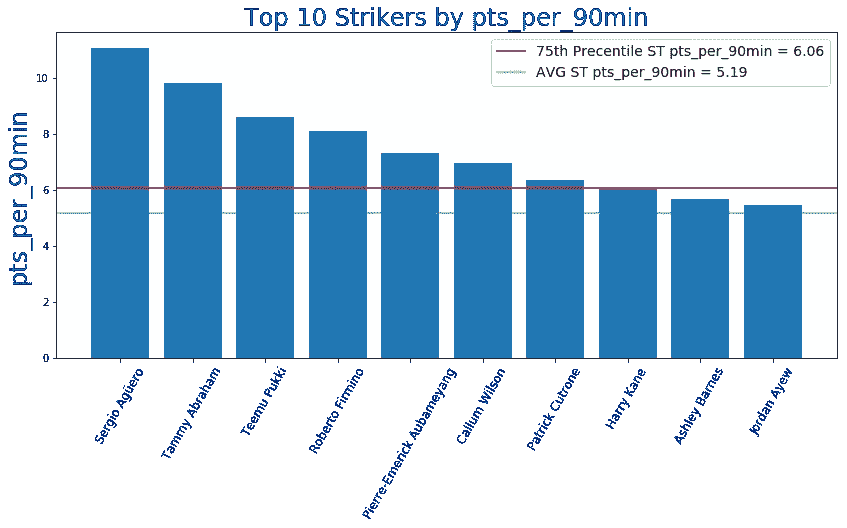 Top 10 Strikers by pts_per_90min
75th Precentile ST pts_per_90min = 6.06
AVG ST pts_per_90min = 5.19
pts_per_90min
10
8
6
4
2
0
Sergio Agüero
Tammy Abraham
Teemu Pukki
Roberto Firmino
Pierre-Emerick Aubameyang
Callum Wilson
Patrick Cutrone
Harry Kane
Ashley Barnes
Jordan Ayew